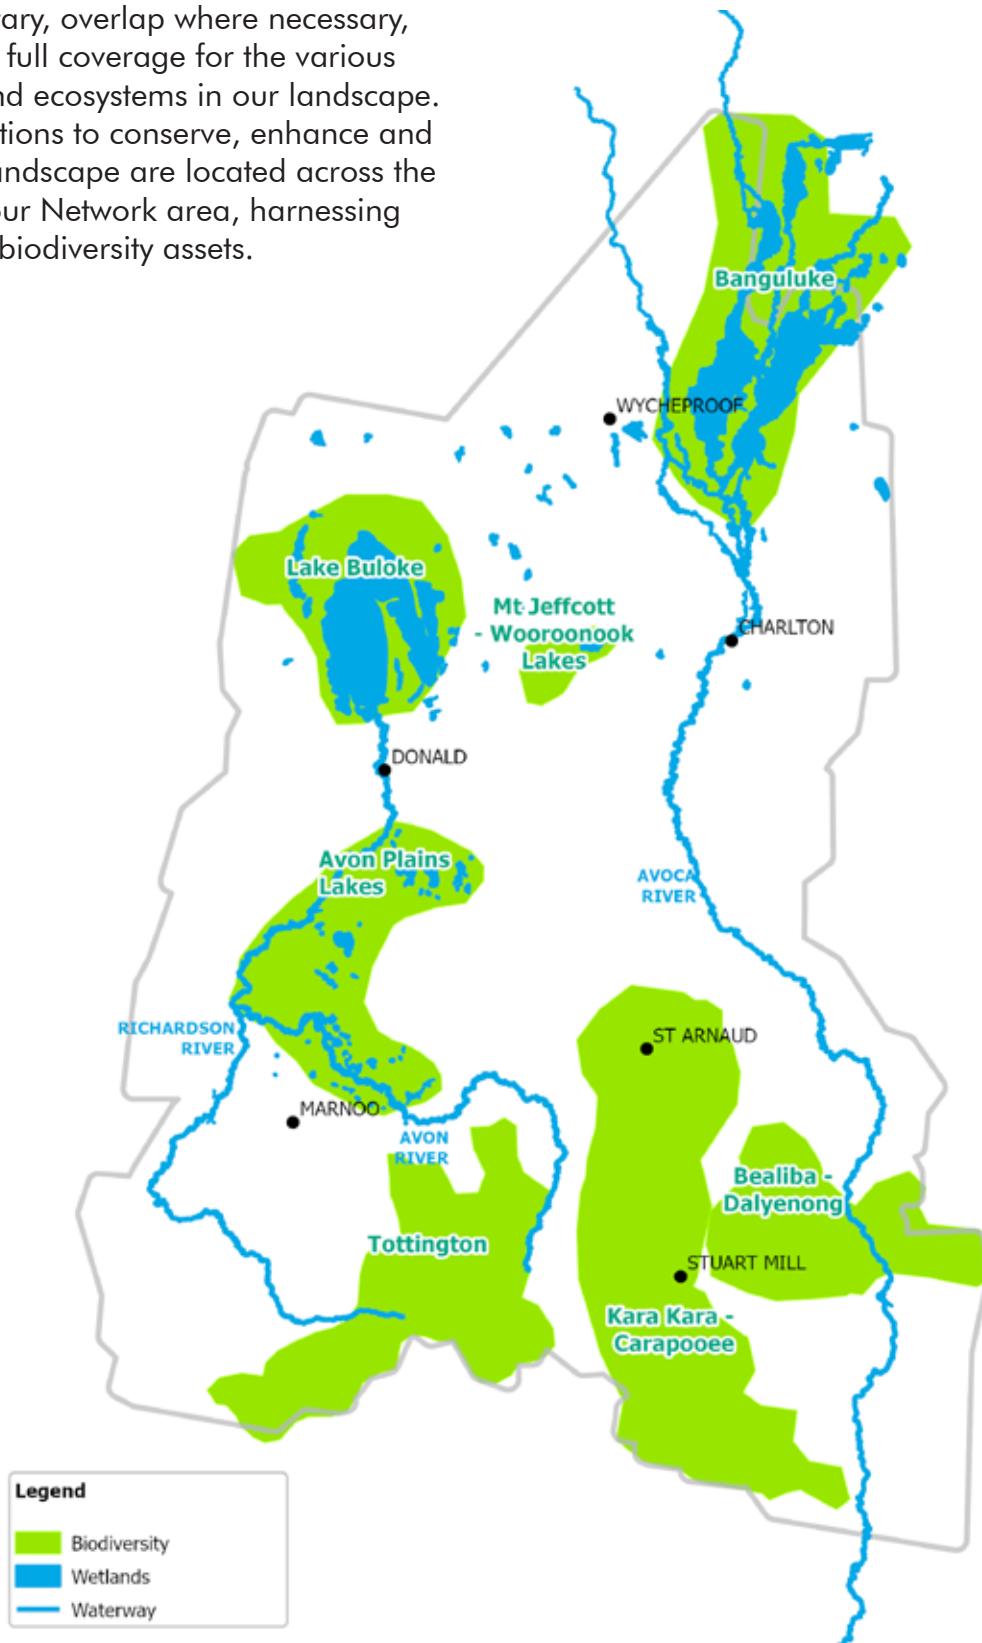 ary, overlap where necessary,
full coverage for the various
nd ecosystems in our landscape.
tions to conserve, enhance and
andscape are located across the
our Network area, harnessing
biodiversity assets.
Banguluke
WYCHEPROOF
Lake Buloke
Mt Jeffcott
- Wooroonook
Lakes
CHARLTON
DONALD
Avon Plains
Lakes
AVOCA
RIVER
RICHARDSON
RIVER
ST ARNAUD
MARNOO
AVON
RIVER
Bealiba -
Dalyenong
Tottington
STUART MILL
Kara Kara -
Carapooee
Legend
Biodiversity
Wetlands
Waterway